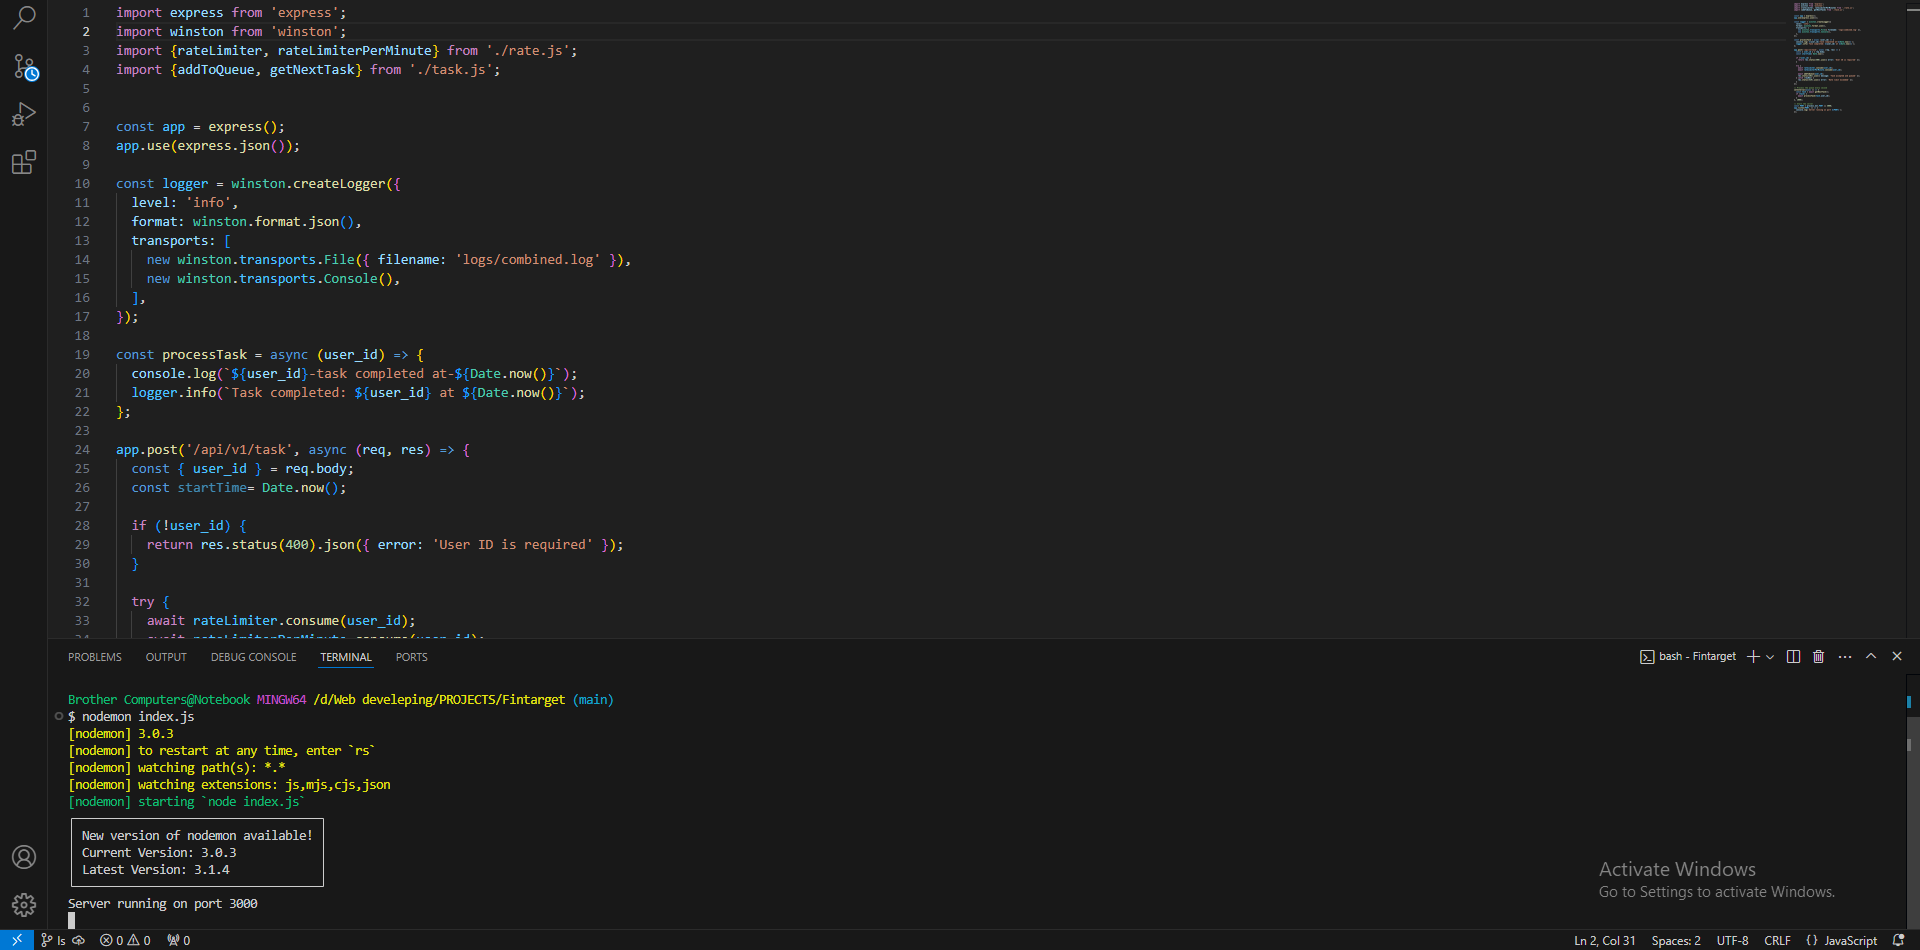 1 import express from 'express';
2 import winston from 'winston';
3 import {rateLimiter, rateLimiterPerMinute} from './rate.js';
4 import {addToQueue, getNextTask} from './task.js';
5
6
7 const app = express();
8 app.use(express.json());
9
10 const logger = winston.createLogger({
11   level: 'info',
12   format: winston.format.json(),
13   transports: [
14     new winston.transports.File({ filename: 'logs/combined.log' }),
15     new winston.transports.Console(),
16   ],
17 });
18
19 const processTask = async (user_id) => {
20   console.log(`${user_id}-task completed at-${Date.now()}`);
21   logger.info(`Task completed: ${user_id} at ${Date.now()}`);
22 };
23
24 app.post('/api/v1/task', async (req, res) => {
25   const { user_id } = req.body;
26   const startTime= Date.now();
27
28   if (!user_id) {
29     return res.status(400).json({ error: 'User ID is required' });
30   }
31
32   try {
33     await rateLimiter.consume(user_id);
34     await rateLimiterPerMinute.consume(user_id);
PROBLEMS OUTPUT DEBUG CONSOLE TERMINAL PORTS bash - Fintarget
Brother Computers@Notebook MINGW64 /d/Web develeping/PROJECTS/Fintarget (main)
$ nodemon index.js
[nodemon] 3.0.3
[nodemon] to restart at any time, enter `rs`
[nodemon] watching path(s): *.*
[nodemon] watching extensions: js,mjs,cjs,json
[nodemon] starting `node index.js`
New version of nodemon available!
Current Version: 3.0.3
Latest Version: 3.1.4
Server running on port 3000
Activate Windows
Go to Settings to activate Windows.
ls 0 0 0 Ln 2, Col 31 Spaces: 2 UTF-8 CRLF {} JavaScript